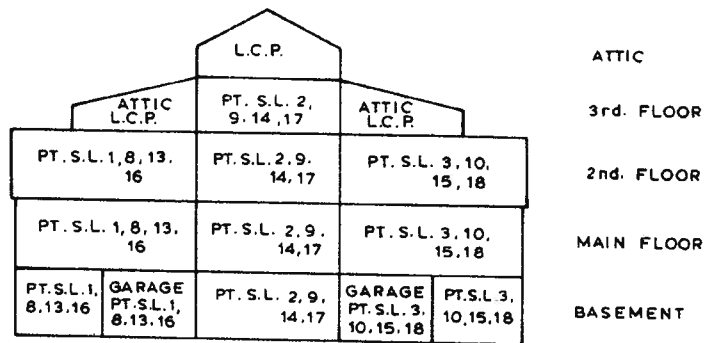 L.C.P.
ATTIC
ATTIC
L.C.P.
PT. S.L. 2,
9.14,17
ATTIC
L.C.P.
3rd. FLOOR
PT. S.L. 1,8,13.
16
PT. S.L. 2.9.
14.17
PT. S.L. 3,10,
15,18
2nd. FLOOR
PT. S.L. 1,8,13.
16
PT. S.L. 2,9.
14,17
PT. S.L. 3,10,
15.18
MAIN FLOOR
PT.S.L.1,
8.13.16
GARAGE
PT.S.L.1,
8.13.16
PT. S.L. 2,9,
14,17
GARAGE
PT.S.L.3.
10.15.18
PT.S.L.3,
10,15,18
BASEMENT